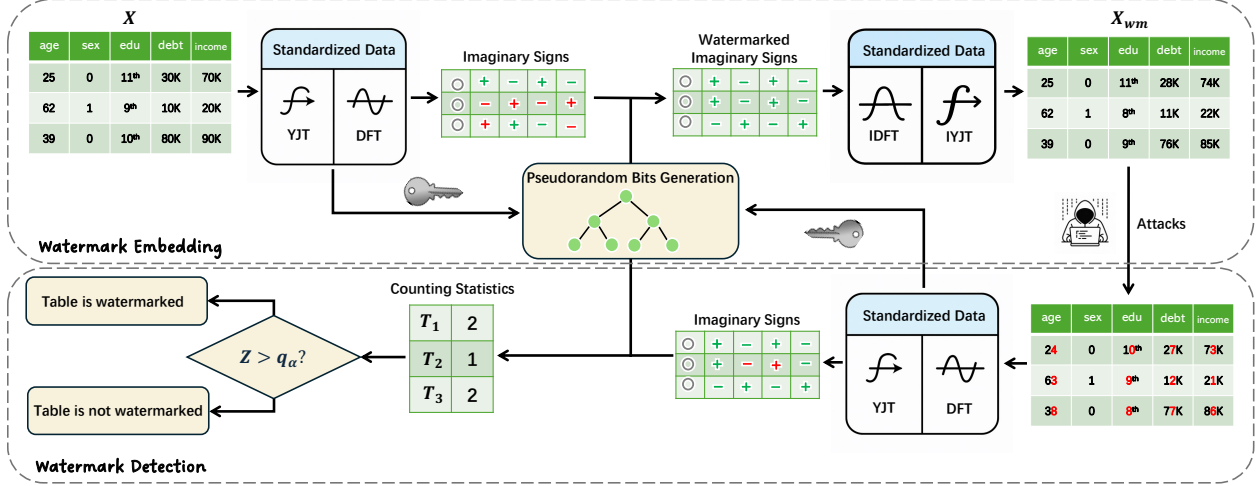 X
age sex edu debt income
25 0 11th 30K 70K
62 1 9th 10K 20K
39 0 10th 80K 90K
Standardized Data
YJT DFT
Imaginary Signs
+ − + −
− + − +
+ + − −
Watermarked
Imaginary Signs
+ − + −
+ − + −
− + − +
Standardized Data
IDFT IYJT
X_wm
age sex edu debt income
25 0 11th 28K 74K
62 1 8th 11K 22K
39 0 9th 76K 85K
Pseudorandom Bits Generation
Attacks
Watermark Embedding
Table is watermarked
Z > q_α?
Table is not watermarked
Counting Statistics
T_1 2
T_2 1
T_3 2
Imaginary Signs
+ − + −
+ − + −
− + − +
Standardized Data
YJT DFT
age sex edu debt income
24 0 10th 27K 73K
63 1 9th 12K 21K
38 0 8th 77K 86K
Watermark Detection